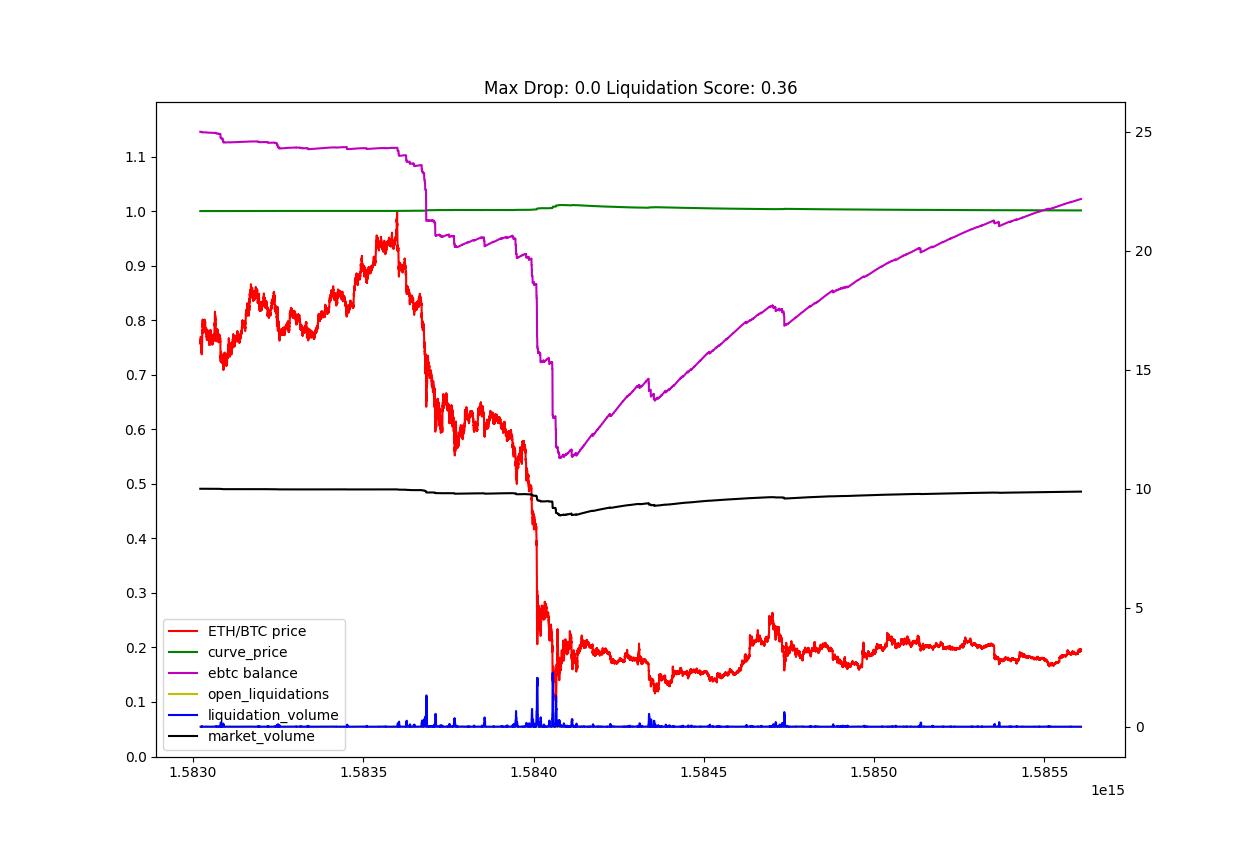 Max Drop: 0.0 Liquidation Score: 0.36
1.1
1.0
0.9
0.8
0.7
0.6
0.5
0.4
0.3
0.2
0.1
0.0
25
20
15
10
5
0
ETH/BTC price
curve_price
ebtc balance
open_liquidations
liquidation_volume
market_volume
1.5830 1.5835 1.5840 1.5845 1.5850 1.5855
1e15